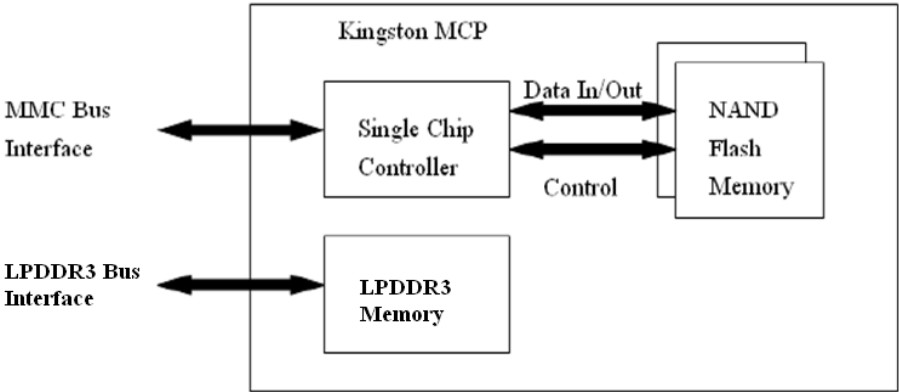 Kingston MCP
MMC Bus
Interface
Single Chip
Controller
Data In/Out
Control
NAND
Flash
Memory
LPDDR3 Bus
Interface
LPDDR3
Memory